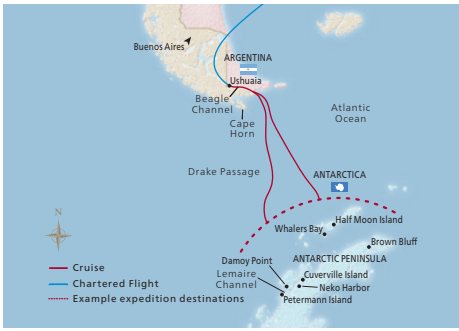 Buenos Aires
ARGENTINA
Ushuaia
Beagle
Channel
Cape
Horn
Atlantic
Ocean
Drake Passage
ANTARCTICA
N
Half Moon Island
Whalers Bay
Brown Bluff
Damoy Point
ANTARCTIC PENINSULA
Lemaire
Channel
Cuverville Island
Neko Harbor
Petermann Island
Cruise
Chartered Flight
Example expedition destinations